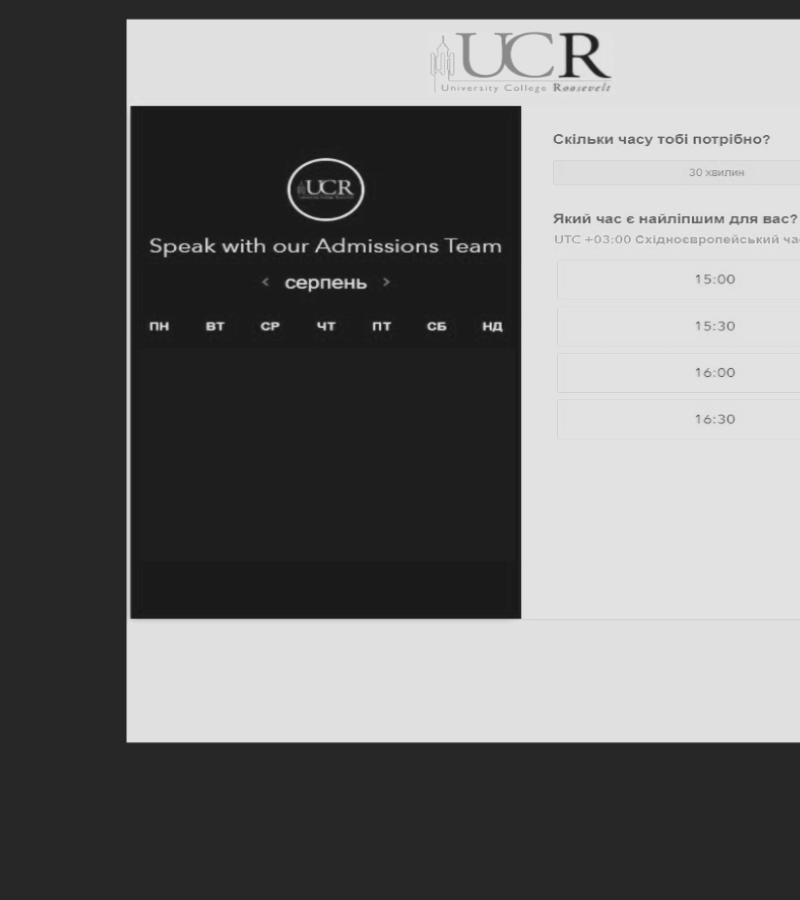 UCR
University College Roosevelt
UCR
Speak with our Admissions Team
< серпень >
ПН ВТ СР ЧТ ПТ СБ НД
Скільки часу тобі потрібно?
30 хвилин
Який час є найліпшим для вас?
UTC +03:00 Східноєвропейський
15:00
15:30
16:00
16:30